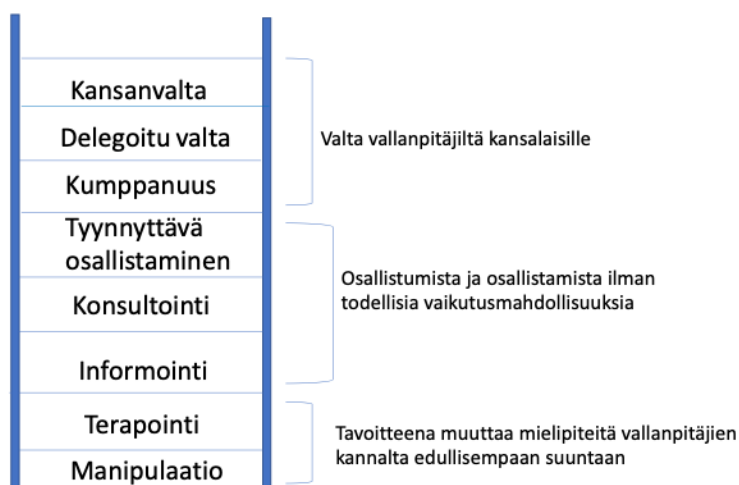 Kansanvalta
Delegoitu valta
Kumppanuus
Valta vallanpitäjiltä kansalaisille
Tyynnyttävä
osallistaminen
Konsultointi
Informointi
Osallistumista ja osallistamista ilman
todellisia vaikutusmahdollisuuksia
Terapointi
Manipulaatio
Tavoitteena muuttaa mielipiteitä vallanpitäjien
kannalta edullisempaan suuntaan